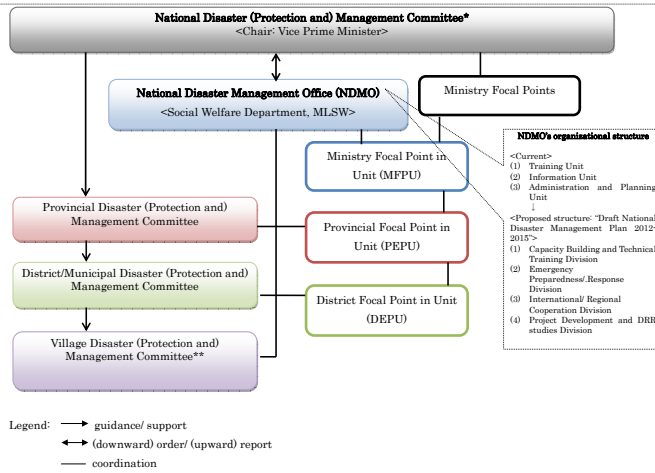 National Disaster (Protection and) Management Committee*
<Chair: Vice Prime Minister>
National Disaster Management Office (NDMO)
<Social Welfare Department, MLSW>
Ministry Focal Points
Ministry Focal Point in
Unit (MFPU)
Provincial Disaster (Protection and)
Management Committee
Provincial Focal Point in
Unit (PEPU)
District/Municipal Disaster (Protection and)
Management Committee
District Focal Point in Unit
(DEPU)
Village Disaster (Protection and)
Management Committee**
NDMO's organisational structure
<Current>
(1) Training Unit
(2) Information Unit
(3) Administration and Planning
Unit
↓
<Proposed structure: "Draft National
Disaster Management Plan 2012-
2015">
(1) Capacity Building and Technical
Training Division
(2) Emergency
Preparedness/.Response
Division
(3) International/ Regional
Cooperation Division
(4) Project Development and DRR
studies Division
Legend: guidance/ support
(downward) order/ (upward) report
coordination